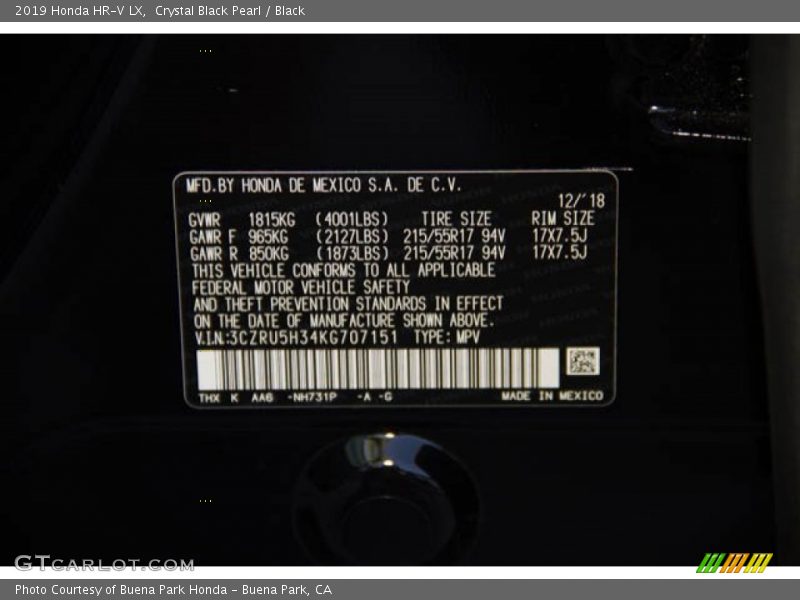 2019 Honda HR-V LX,  Crystal Black Pearl / Black
MFD.BY HONDA DE MEXICO S.A. DE C.V.
12/'18
GVWR 1815KG (4001LBS) TIRE SIZE RIM SIZE
GAWR F 965KG (2127LBS) 215/55R17 94V 17X7.5J
GAWR R 850KG (1873LBS) 215/55R17 94V 17X7.5J
THIS VEHICLE CONFORMS TO ALL APPLICABLE
FEDERAL MOTOR VEHICLE SAFETY
AND THEFT PREVENTION STANDARDS IN EFFECT
ON THE DATE OF MANUFACTURE SHOWN ABOVE.
V.I.N:3CZRU5H34KG707151 TYPE: MPV
THX K AA6 -NH731P -A -G MADE IN MEXICO
GTCARLOT.COM
Photo Courtesy of Buena Park Honda - Buena Park, CA